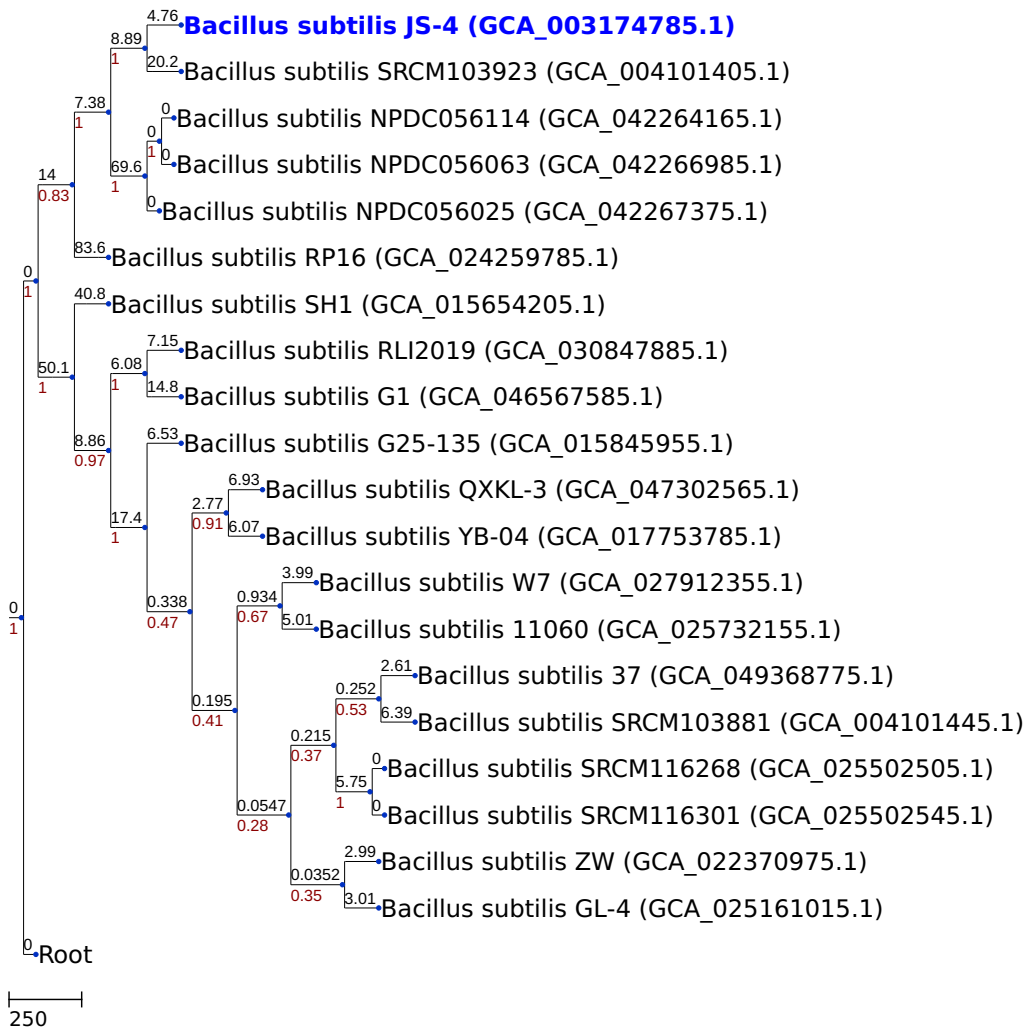 4.76
Bacillus subtilis JS-4 (GCA_003174785.1)
8.89
1
20.2
Bacillus subtilis SRCM103923 (GCA_004101405.1)
7.38
1
0
Bacillus subtilis NPDC056114 (GCA_042264165.1)
0
1
0
Bacillus subtilis NPDC056063 (GCA_042266985.1)
69.6
1
14
0.83
0
Bacillus subtilis NPDC056025 (GCA_042267375.1)
83.6
Bacillus subtilis RP16 (GCA_024259785.1)
0
1
40.8
Bacillus subtilis SH1 (GCA_015654205.1)
7.15
Bacillus subtilis RLI2019 (GCA_030847885.1)
50.1
1
6.08
1
14.8
Bacillus subtilis G1 (GCA_046567585.1)
8.86
0.97
6.53
Bacillus subtilis G25-135 (GCA_015845955.1)
6.93
Bacillus subtilis QXKL-3 (GCA_047302565.1)
2.77
0.91
17.4
1
6.07
Bacillus subtilis YB-04 (GCA_017753785.1)
3.99
Bacillus subtilis W7 (GCA_027912355.1)
0
1
0.338
0.47
0.934
0.67
5.01
Bacillus subtilis 11060 (GCA_025732155.1)
2.61
Bacillus subtilis 37 (GCA_049368775.1)
0.195
0.41
0.252
0.53
6.39
Bacillus subtilis SRCM103881 (GCA_004101445.1)
0.215
0.37
0
Bacillus subtilis SRCM116268 (GCA_025502505.1)
5.75
1
0
Bacillus subtilis SRCM116301 (GCA_025502545.1)
0.0547
0.28
2.99
Bacillus subtilis ZW (GCA_022370975.1)
0.0352
0.35
3.01
Bacillus subtilis GL-4 (GCA_025161015.1)
0
Root
250